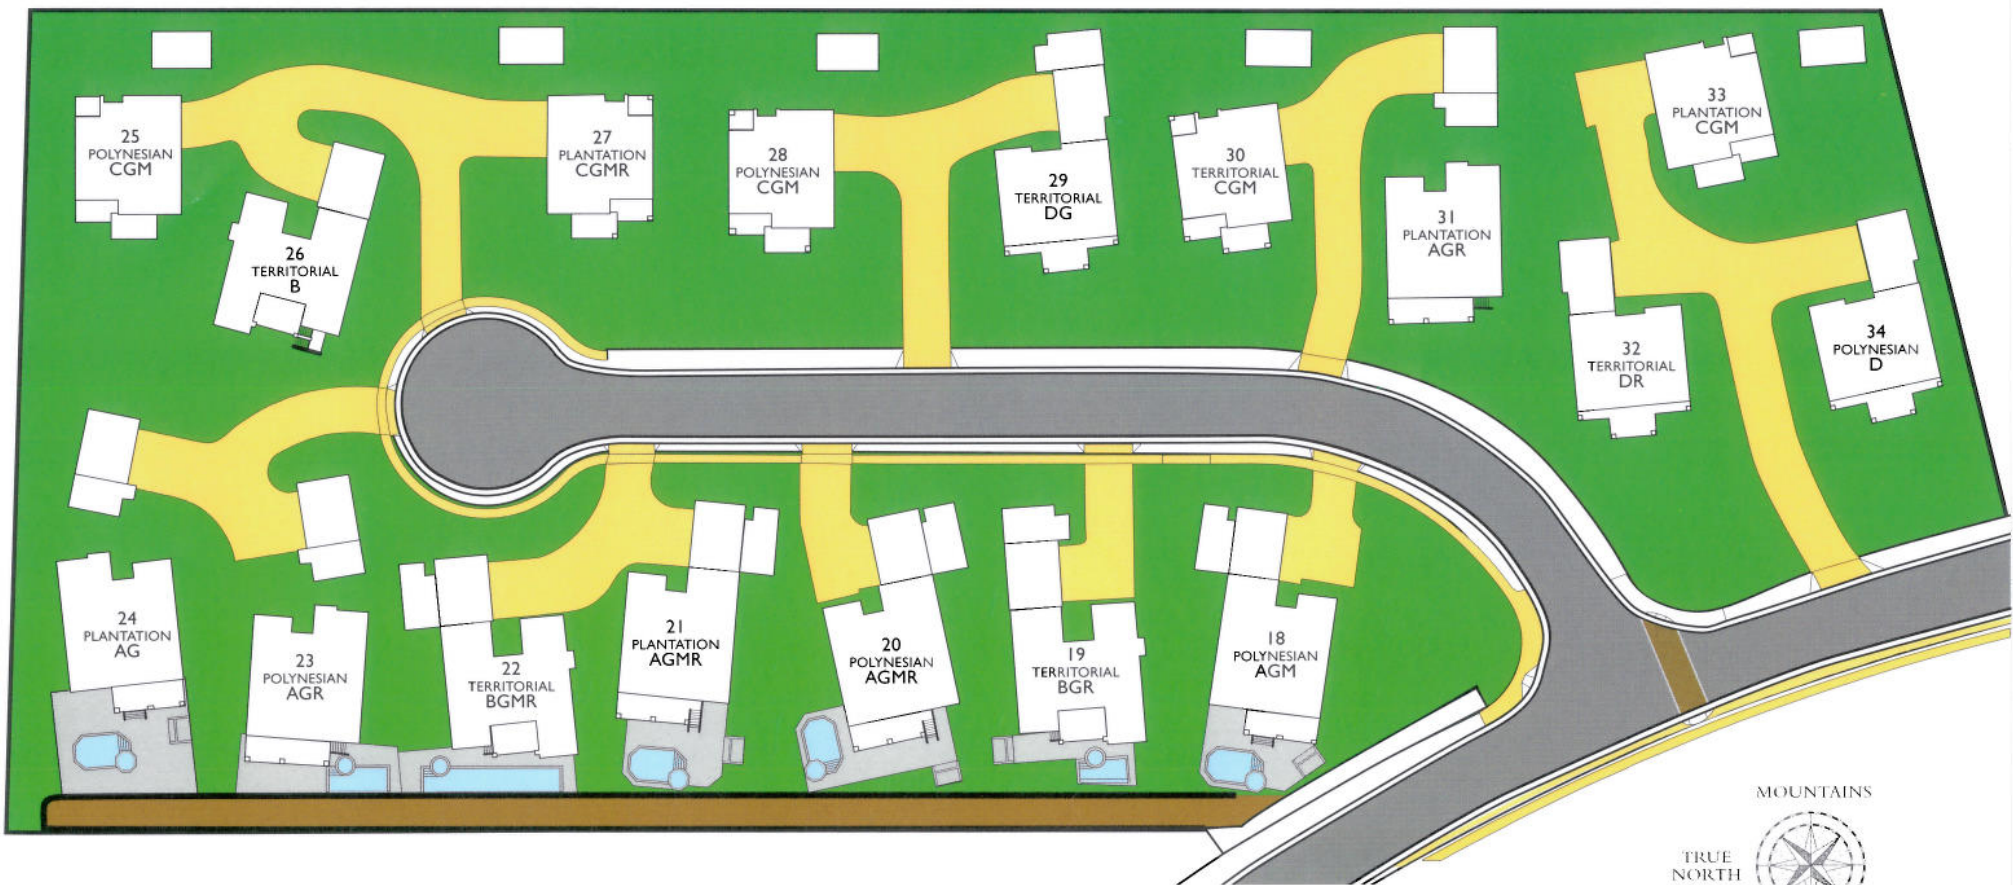 25
POLYNESIAN
CGM
27
PLANTATION
CGMR
28
POLYNESIAN
CGM
29
TERRITORIAL
DG
30
TERRITORIAL
CGM
33
PLANTATION
CGM
26
TERRITORIAL
B
31
PLANTATION
AGR
32
TERRITORIAL
DR
34
POLYNESIAN
D
24
PLANTATION
AG
23
POLYNESIAN
AGR
22
TERRITORIAL
BGMR
21
PLANTATION
AGMR
20
POLYNESIAN
AGMR
19
TERRITORIAL
BGR
18
POLYNESIAN
AGM
MOUNTAINS
TRUE
NORTH